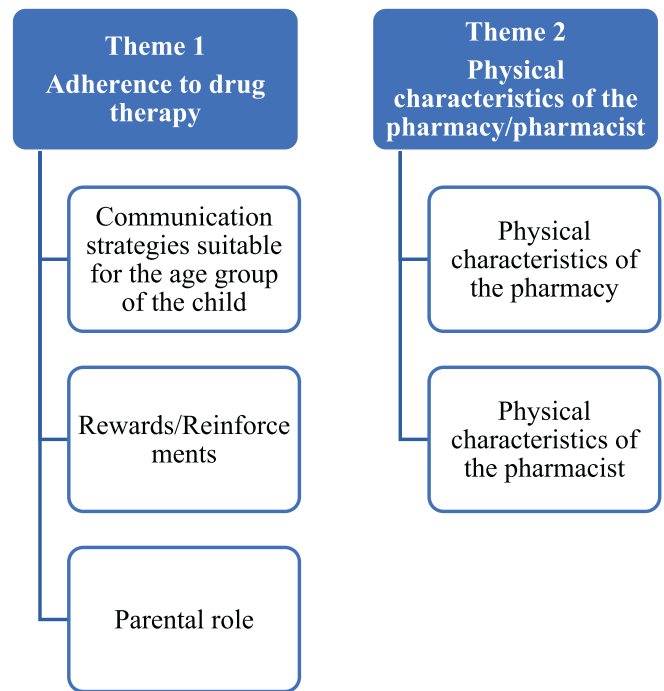 Theme 1
Adherence to drug
therapy
Communication
strategies suitable
for the age group
of the child
Rewards/Reinforce
ments
Parental role
Theme 2
Physical
characteristics of the
pharmacy/pharmacist
Physical
characteristics of
the pharmacy
Physical
characteristics of
the pharmacist